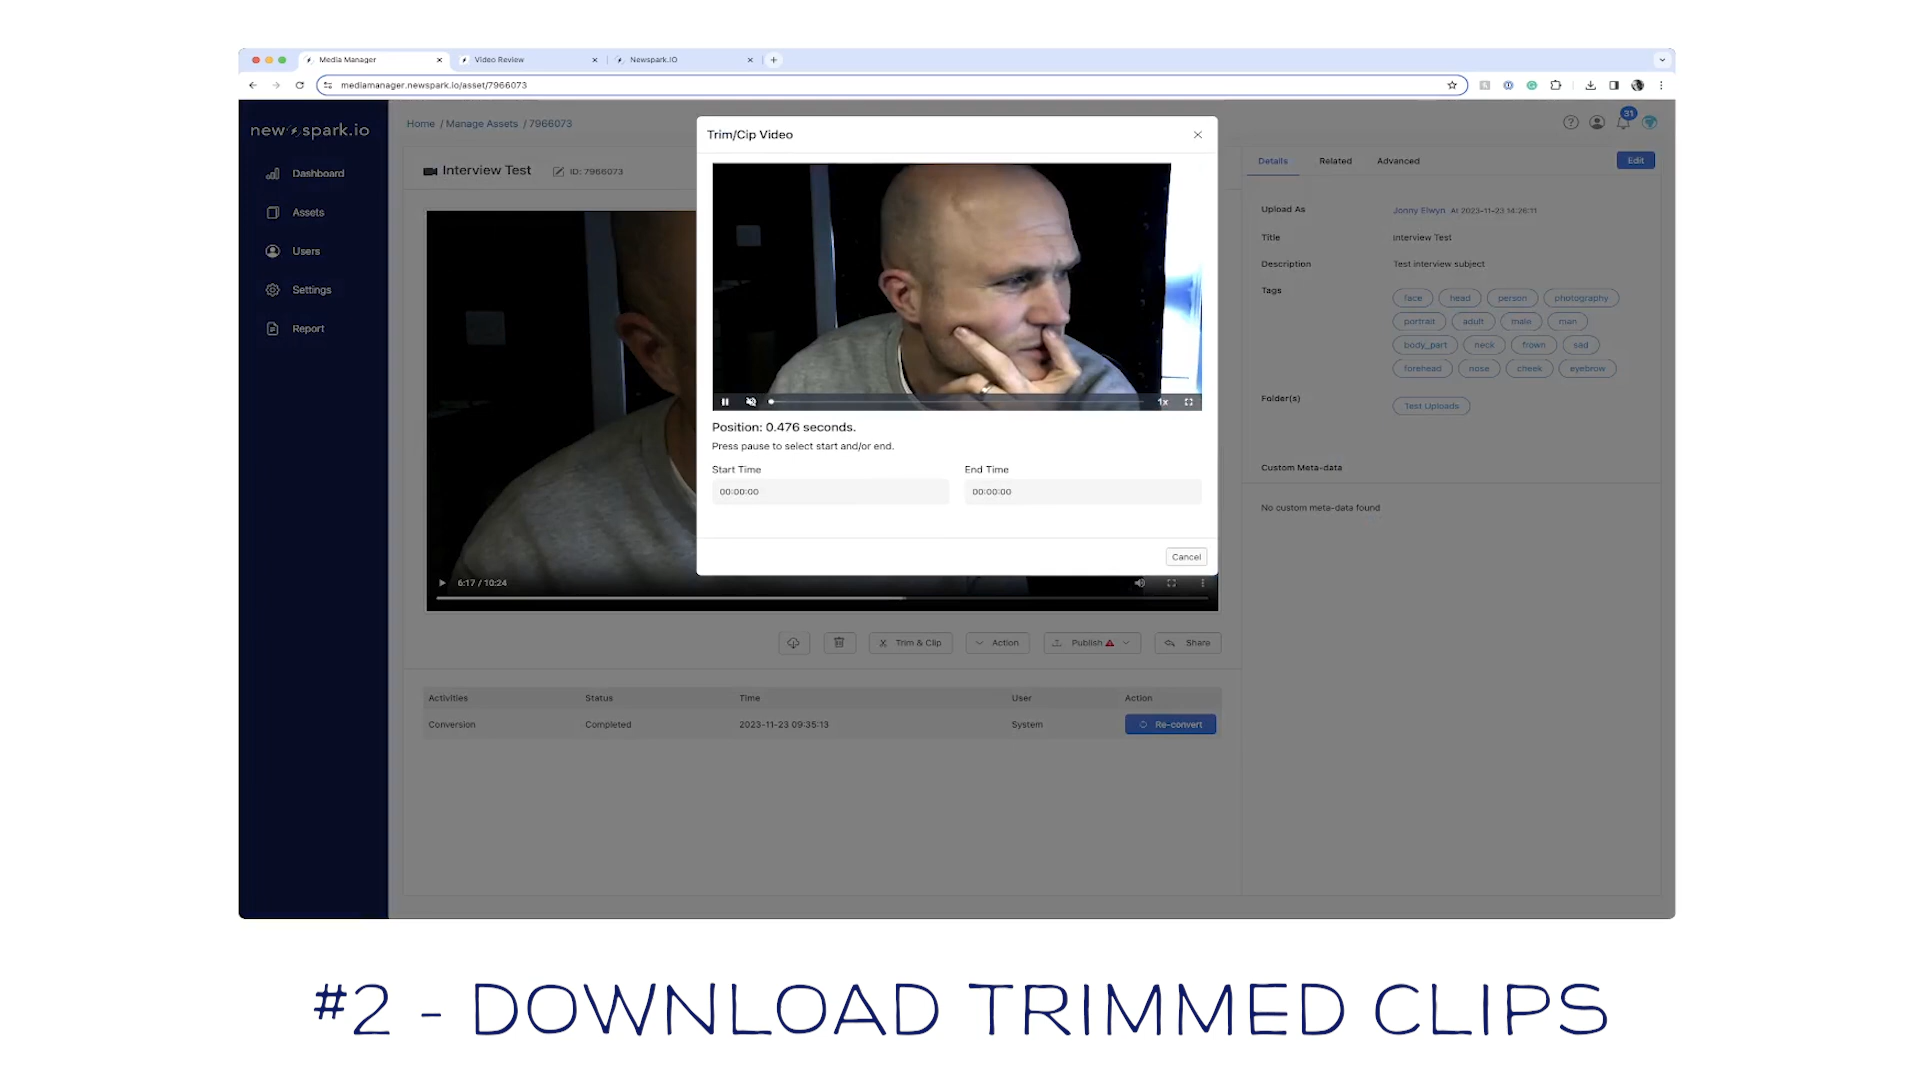 Media Manager
Video Review
Newspark.IO
mediamanager.newspark.io/asset/7966073
new spark.io
Dashboard
Assets
Users
Settings
Report
Home / Manage Assets / 7966073
31
Interview Test
ID: 7966073
Trim/Cip Video
1x
Position: 0.476 seconds.
Press pause to select start and/or end.
Start Time
End Time
00:00:00
00:00:00
Cancel
6:17 / 10:24
Trim & Clip
Action
Publish
Share
Activities
Status
Time
User
Action
Conversion
Completed
2023-11-23 09:35:13
System
Re-convert
Details
Related
Advanced
Edit
Upload As
Jonny Elwyn At 2023-11-23 14:26:11
Title
Interview Test
Description
Test interview subject
Tags
face
head
person
photography
portrait
adult
male
man
body_part
neck
frown
sad
forehead
nose
cheek
eyebrow
Folder(s)
Test Uploads
Custom Meta-data
No custom meta-data found
#2 - DOWNLOAD TRIMMED CLIPS